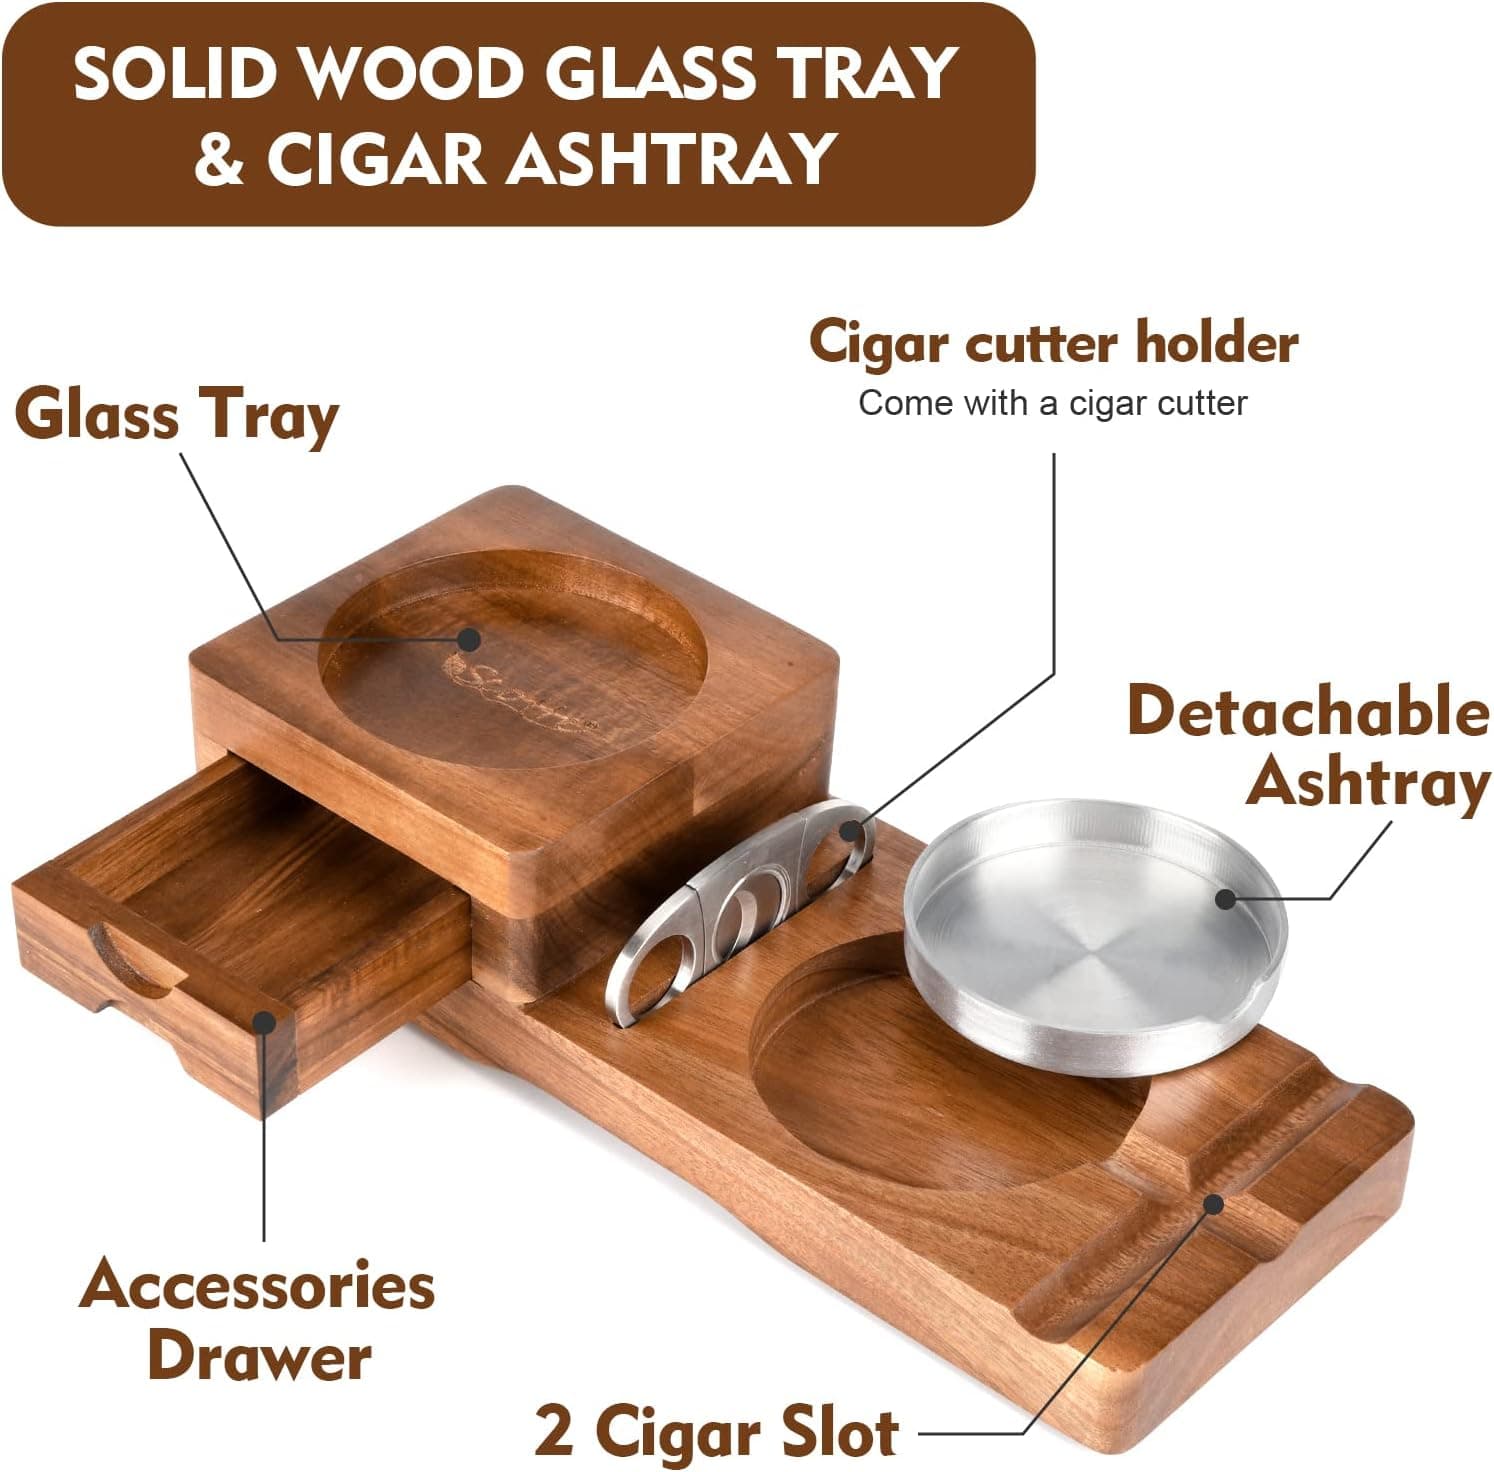 SOLID WOOD GLASS TRAY
& CIGAR ASHTRAY
Cigar cutter holder
Come with a cigar cutter
Glass Tray
Detachable
Ashtray
Accessories
Drawer
2 Cigar Slot